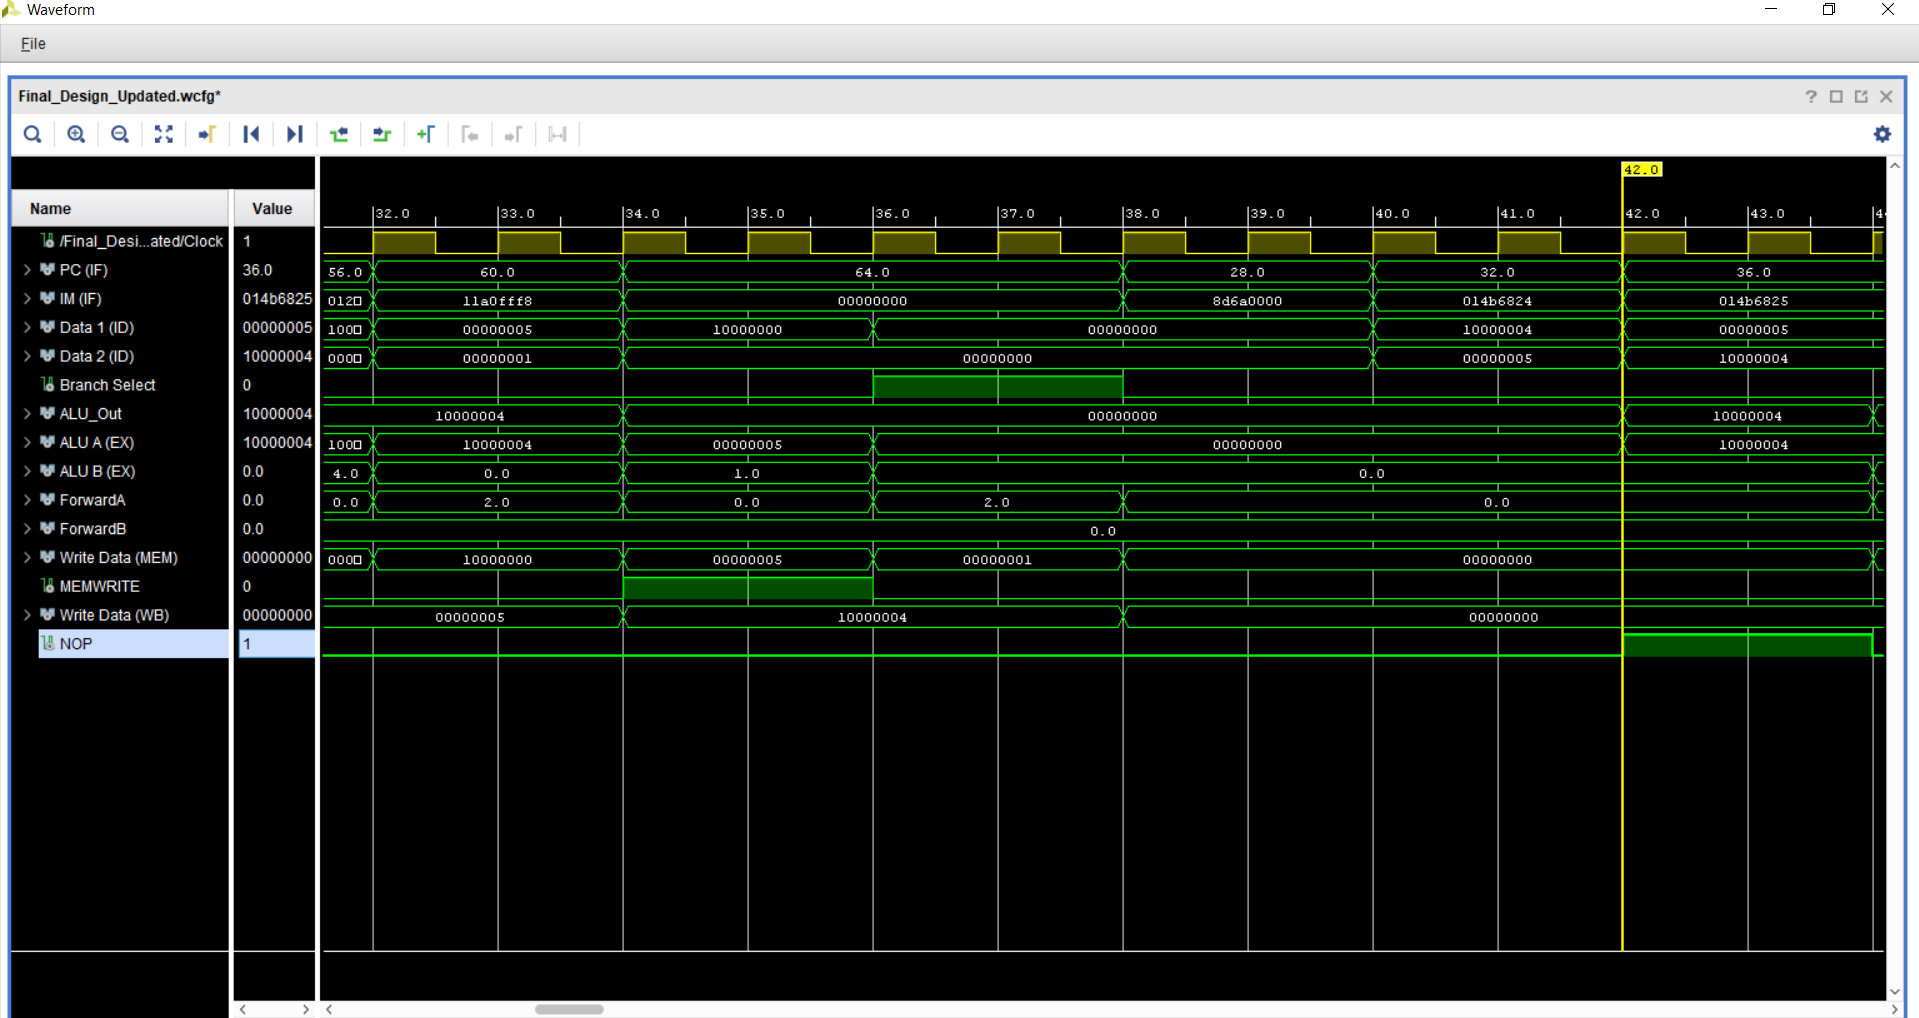 Waveform
File
Final_Design_Updated.wcfg*
42.0
Name Value 32.0 33.0 34.0 35.0 36.0 37.0 38.0 39.0 40.0 41.0 42.0 43.0
/Final_Desi...ated/Clock 1
PC (IF) 36.0 56.0 60.0 64.0 28.0 32.0 36.0
IM (IF) 014b6825 012 11a0fff8 00000000 8d6a0000 014b6824 014b6825
Data 1 (ID) 00000005 100 00000005 10000000 00000000 10000004 00000005
Data 2 (ID) 10000004 000 00000001 00000000 00000005 10000004
Branch Select 0
ALU_Out 10000004 10000004 00000000 10000004
ALU A (EX) 10000004 100 10000004 00000005 00000000 10000004
ALU B (EX) 0.0 4.0 0.0 1.0 0.0
ForwardA 0.0 0.0 2.0 0.0 2.0 0.0
ForwardB 0.0 0.0
Write Data (MEM) 00000000 000 10000000 00000005 00000001 00000000
MEMWRITE 0
Write Data (WB) 00000000 00000005 10000004 00000000
NOP 1